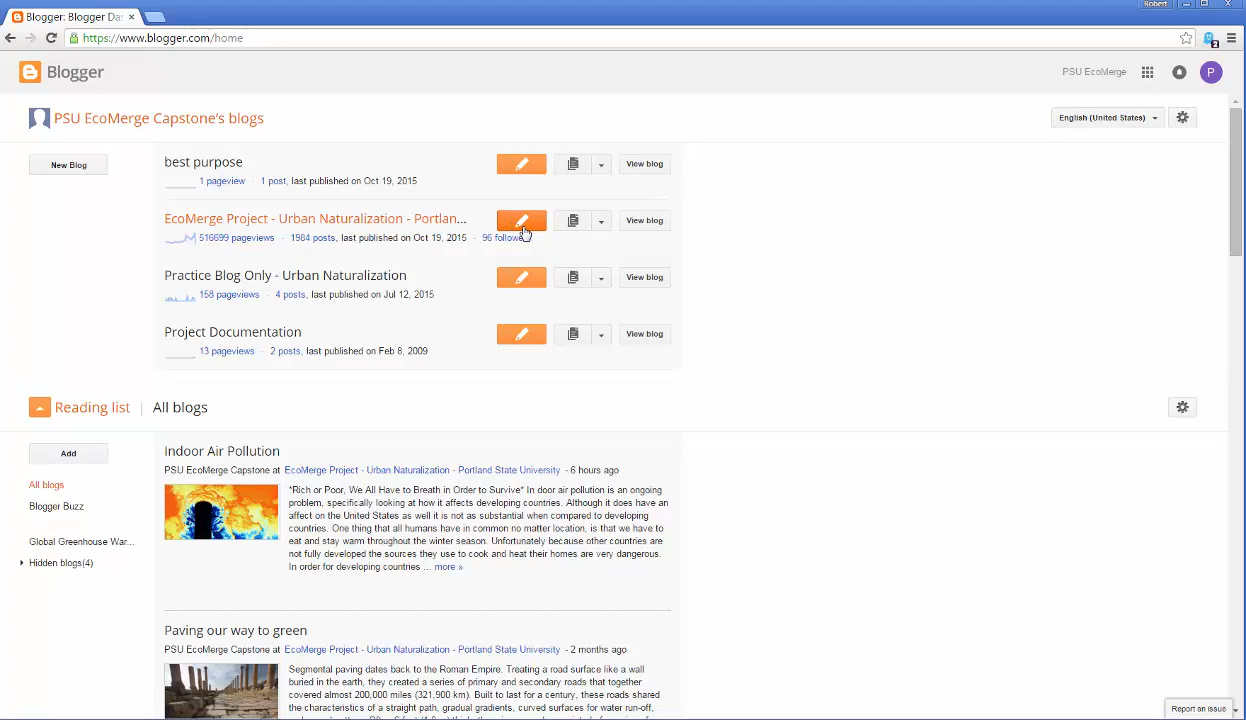 Robert
Blogger: Blogger Da
https://www.blogger.com/home
2
Blogger
PSU EcoMerge
P
PSU EcoMerge Capstone's blogs
English (United States)
New Blog
best purpose
View blog
1 pageview · 1 post, last published on Oct 19, 2015
EcoMerge Project - Urban Naturalization - Portlan...
View blog
516699 pageviews · 1984 posts, last published on Oct 19, 2015 · 96 followe
Practice Blog Only - Urban Naturalization
View blog
158 pageviews · 4 posts, last published on Jul 12, 2015
Project Documentation
View blog
13 pageviews · 2 posts, last published on Feb 8, 2009
Reading list | All blogs
Add
All blogs
Blogger Buzz
Global Greenhouse War...
Hidden blogs(4)
Indoor Air Pollution
PSU EcoMerge Capstone at EcoMerge Project - Urban Naturalization - Portland State University - 6 hours ago
*Rich or Poor, We All Have to Breath in Order to Survive* In door air pollution is an ongoing
problem, specifically looking at how it affects developing countries. Although it does have an
affect on the United States as well it is not as substantial when compared to developing
countries. One thing that all humans have in common no matter location, is that we have to
eat and stay warm throughout the winter season. Unfortunately because other countries are
not fully developed the sources they use to cook and heat their homes are very dangerous.
In order for developing countries ... more »
Paving our way to green
PSU EcoMerge Capstone at EcoMerge Project - Urban Naturalization - Portland State University - 2 months ago
Segmental paving dates back to the Roman Empire. Treating a road surface like a wall
buried in the earth, they created a series of primary and secondary roads that together
covered almost 200,000 miles (321,900 km). Built to last for a century, these roads shared
the characteristics of a straight path, gradual gradients, curved surfaces for water run-off,
Report an issue